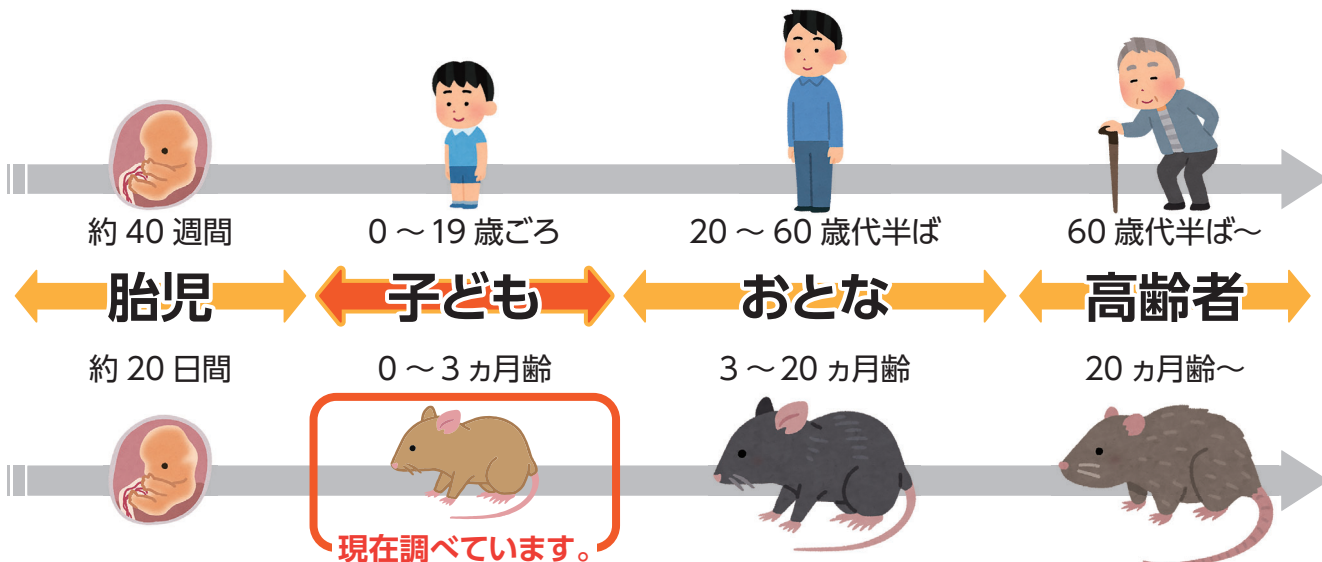 約 40 週間
0 ～ 19 歳ごろ
20 ～ 60 歳代半ば
60 歳代半ば～
胎児
子ども
おとな
高齢者
約 20 日間
0 ～ 3 ヵ月齢
3 ～ 20 ヵ月齢
20 ヵ月齢～
現在調べています。